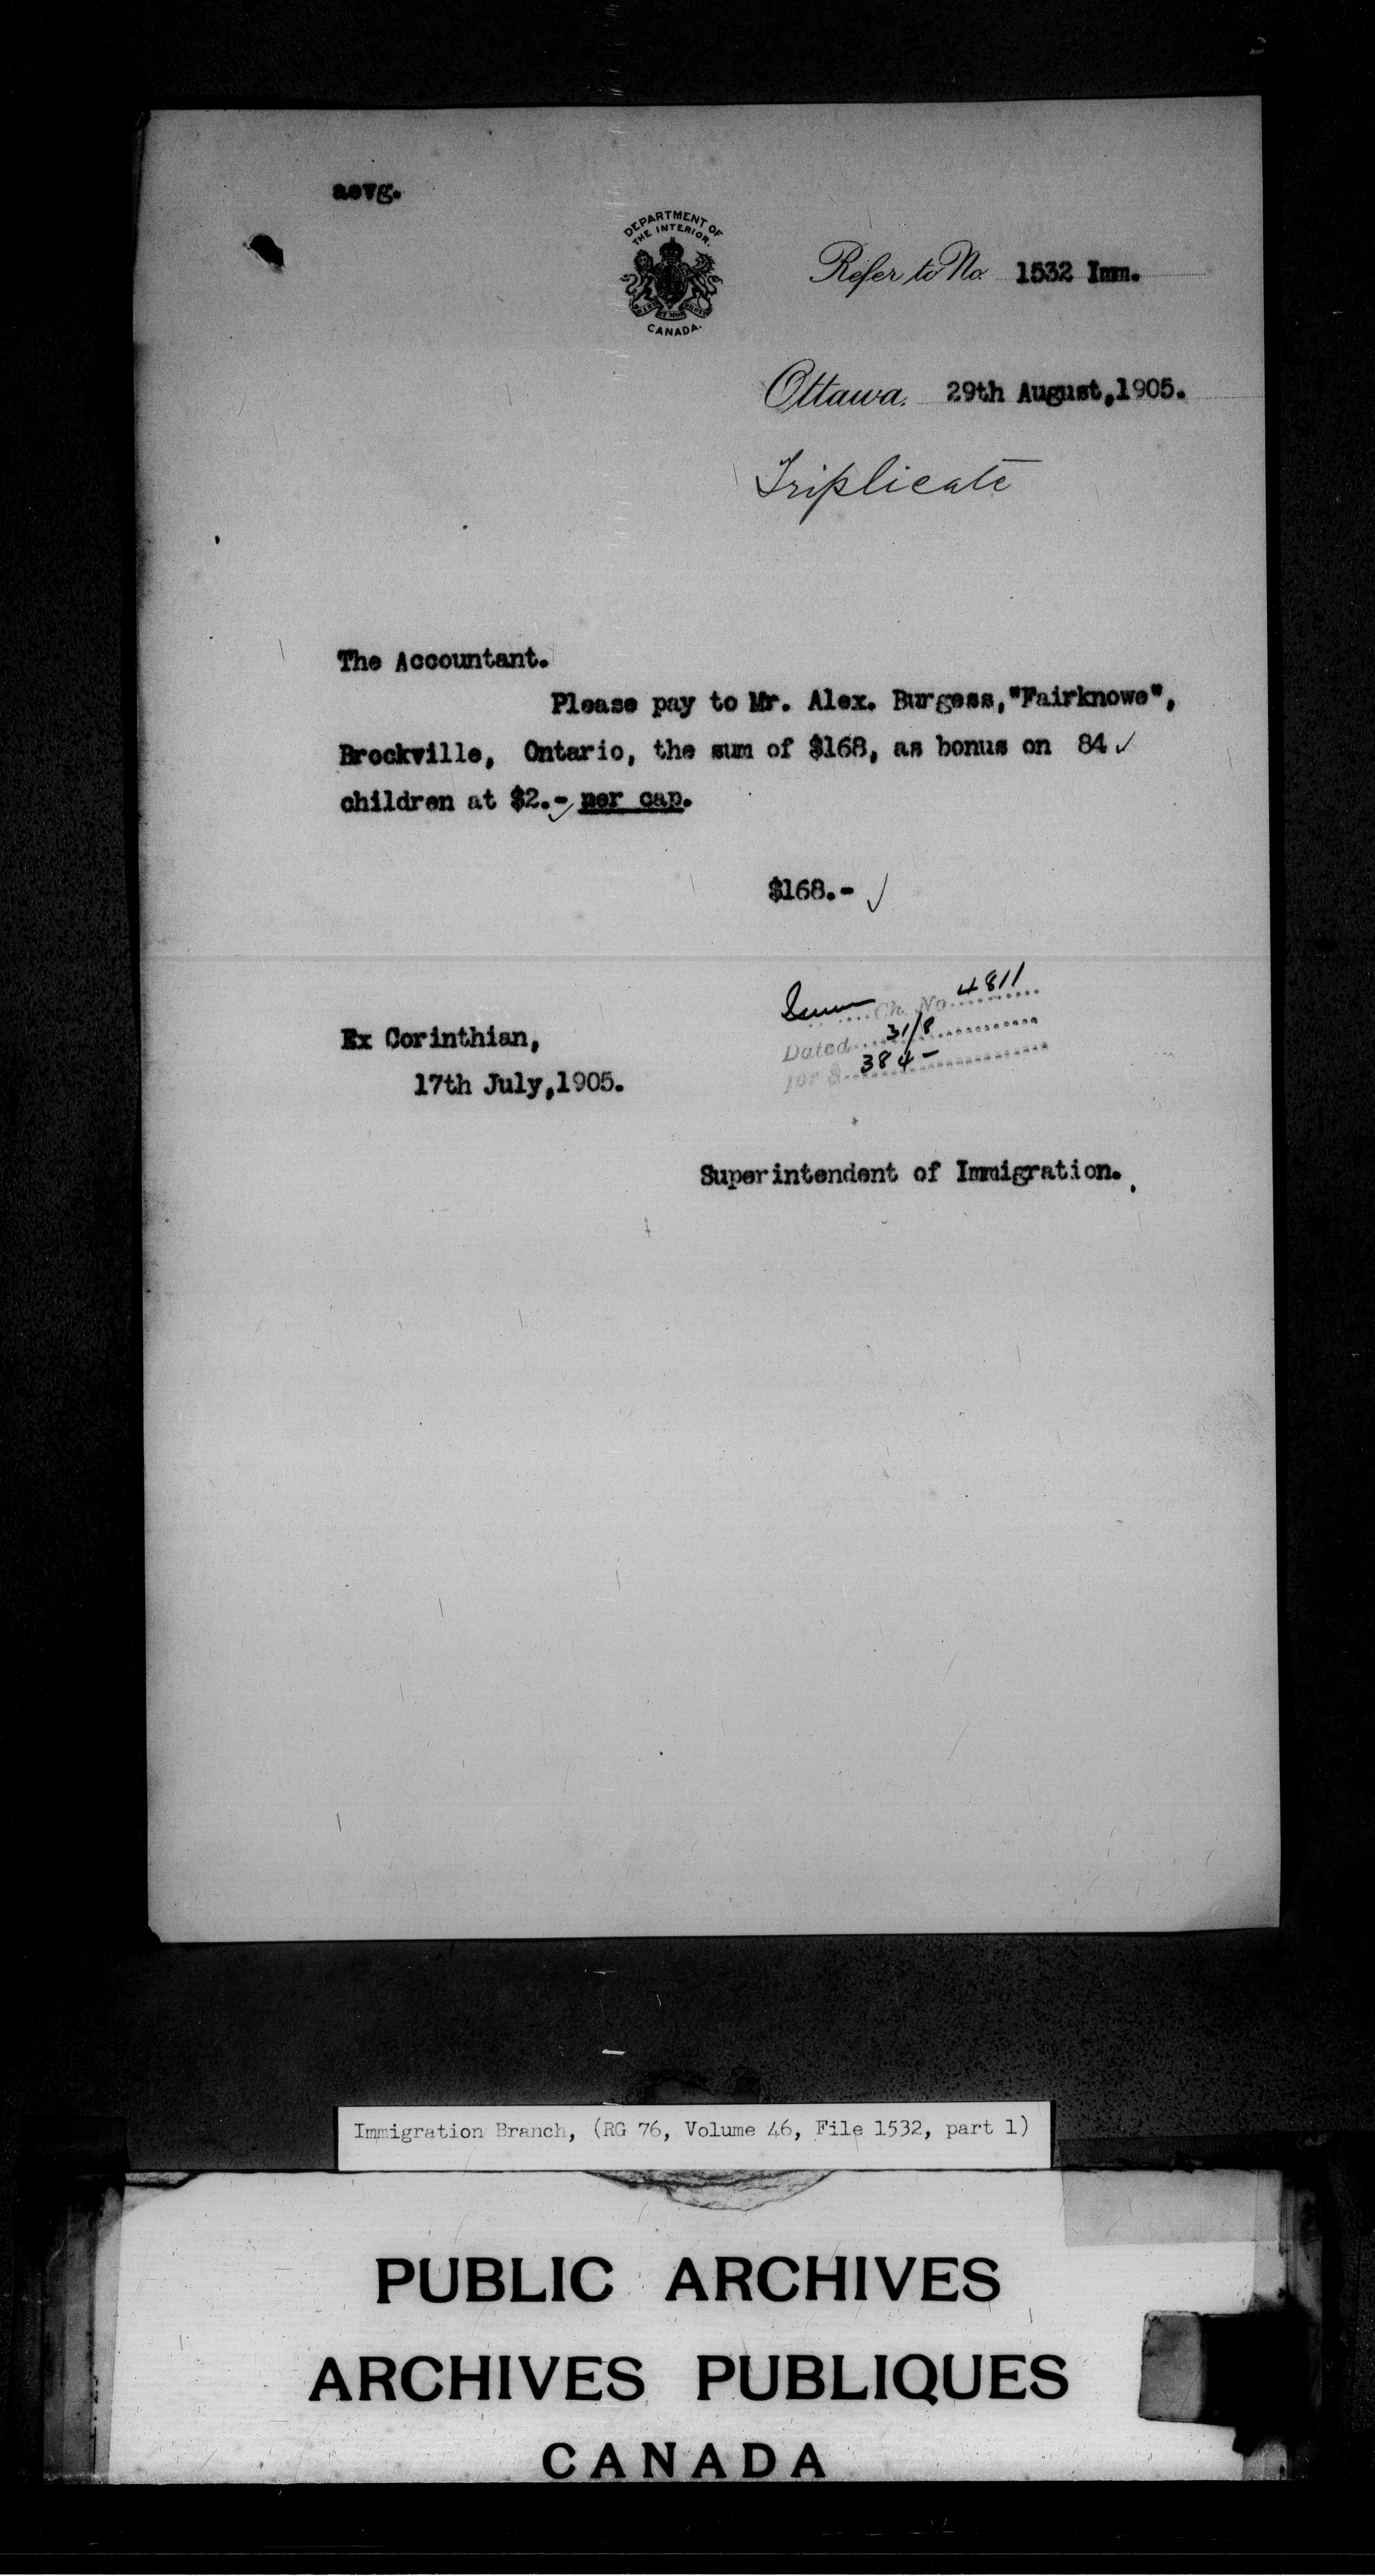 aevg.
DEPARTMENT OF
THE INTERIOR.
CANADA.
Refer to No. 1532 Imm.
Ottawa. 29th August,1905.
Triplicate
The Accountant.
Please pay to Mr. Alex. Burgess,"Fairknowe",
Brockville, Ontario, the sum of $168, as bonus on 84 ✓
children at $2.- ✓ per cap.
$168.- ✓
Ch. No. 4811
Dated 31/8
for $ 384-
Ex Corinthian,
17th July,1905.
Superintendent of Immigration.
Immigration Branch, (RG 76, Volume 46, File 1532, part 1)
PUBLIC ARCHIVES
ARCHIVES PUBLIQUES
CANADA